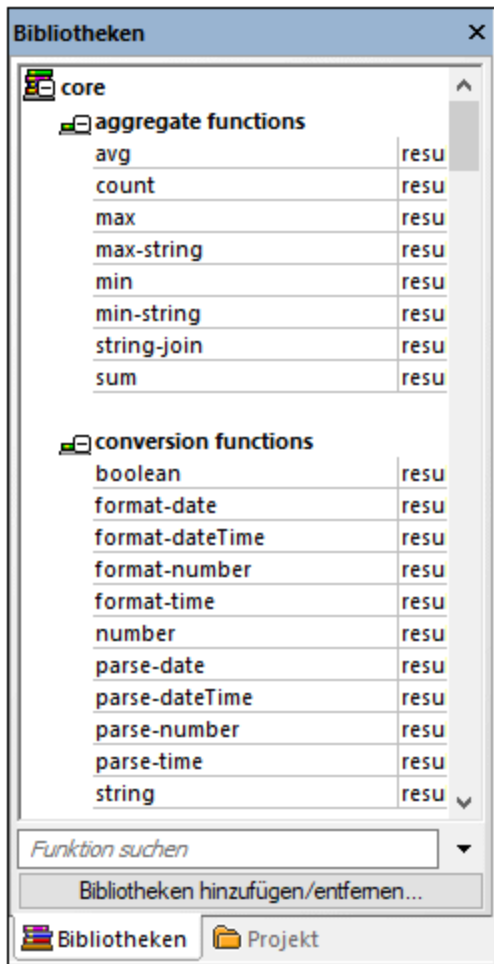 Bibliotheken
core
aggregate functions
avg resu
count resu
max resu
max-string resu
min resu
min-string resu
string-join resu
sum resu
conversion functions
boolean resu
format-date resu
format-dateTime resu
format-number resu
format-time resu
number resu
parse-date resu
parse-dateTime resu
parse-number resu
parse-time resu
string resu
Funktion suchen
Bibliotheken hinzufügen/entfernen...
Bibliotheken Projekt